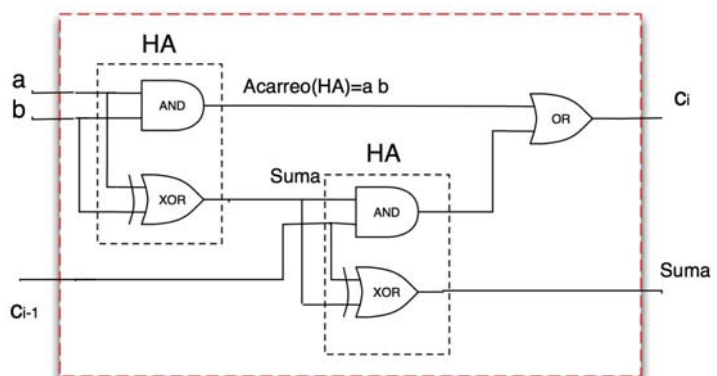 HA
a
b
AND
Acarreo(HA)=a b
OR
Ci
XOR
Suma
HA
AND
XOR
Suma
Ci-1